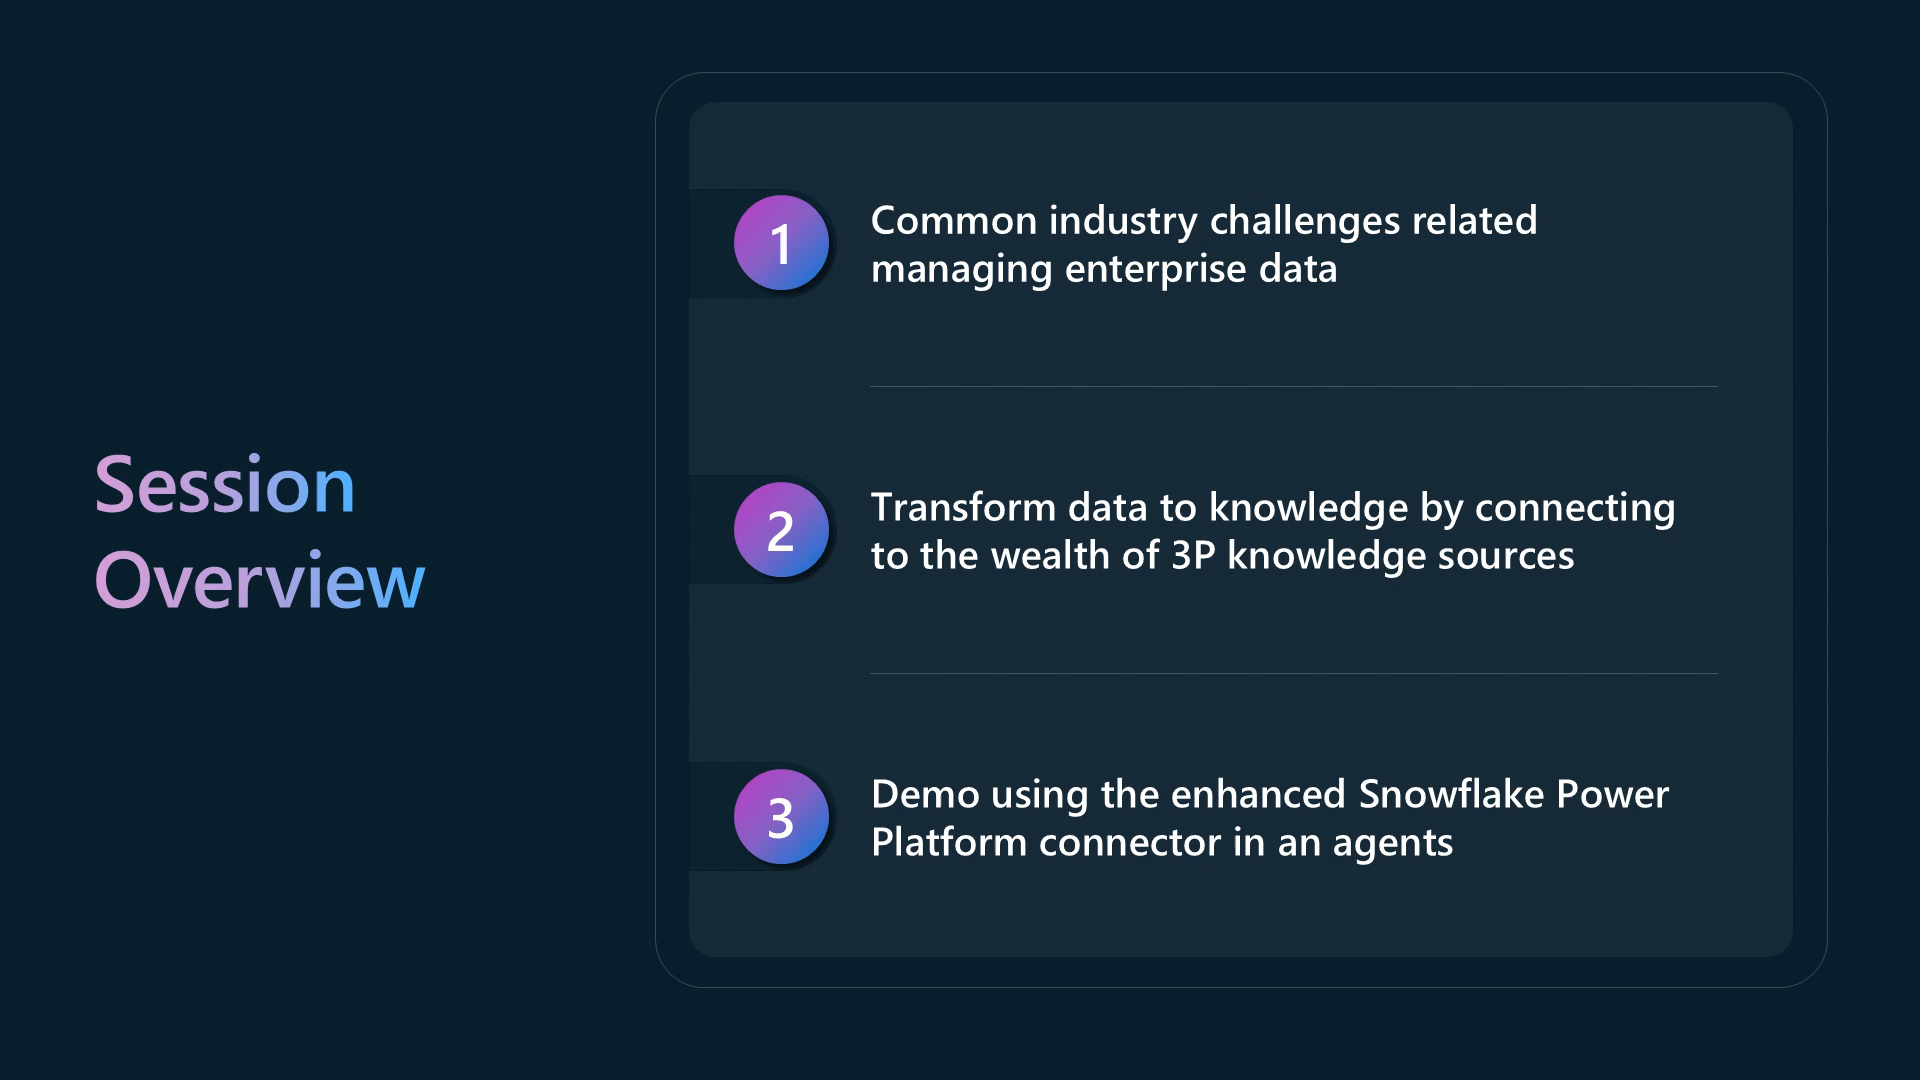 Session
Overview
1
Common industry challenges related
managing enterprise data
2
Transform data to knowledge by connecting
to the wealth of 3P knowledge sources
3
Demo using the enhanced Snowflake Power
Platform connector in an agents